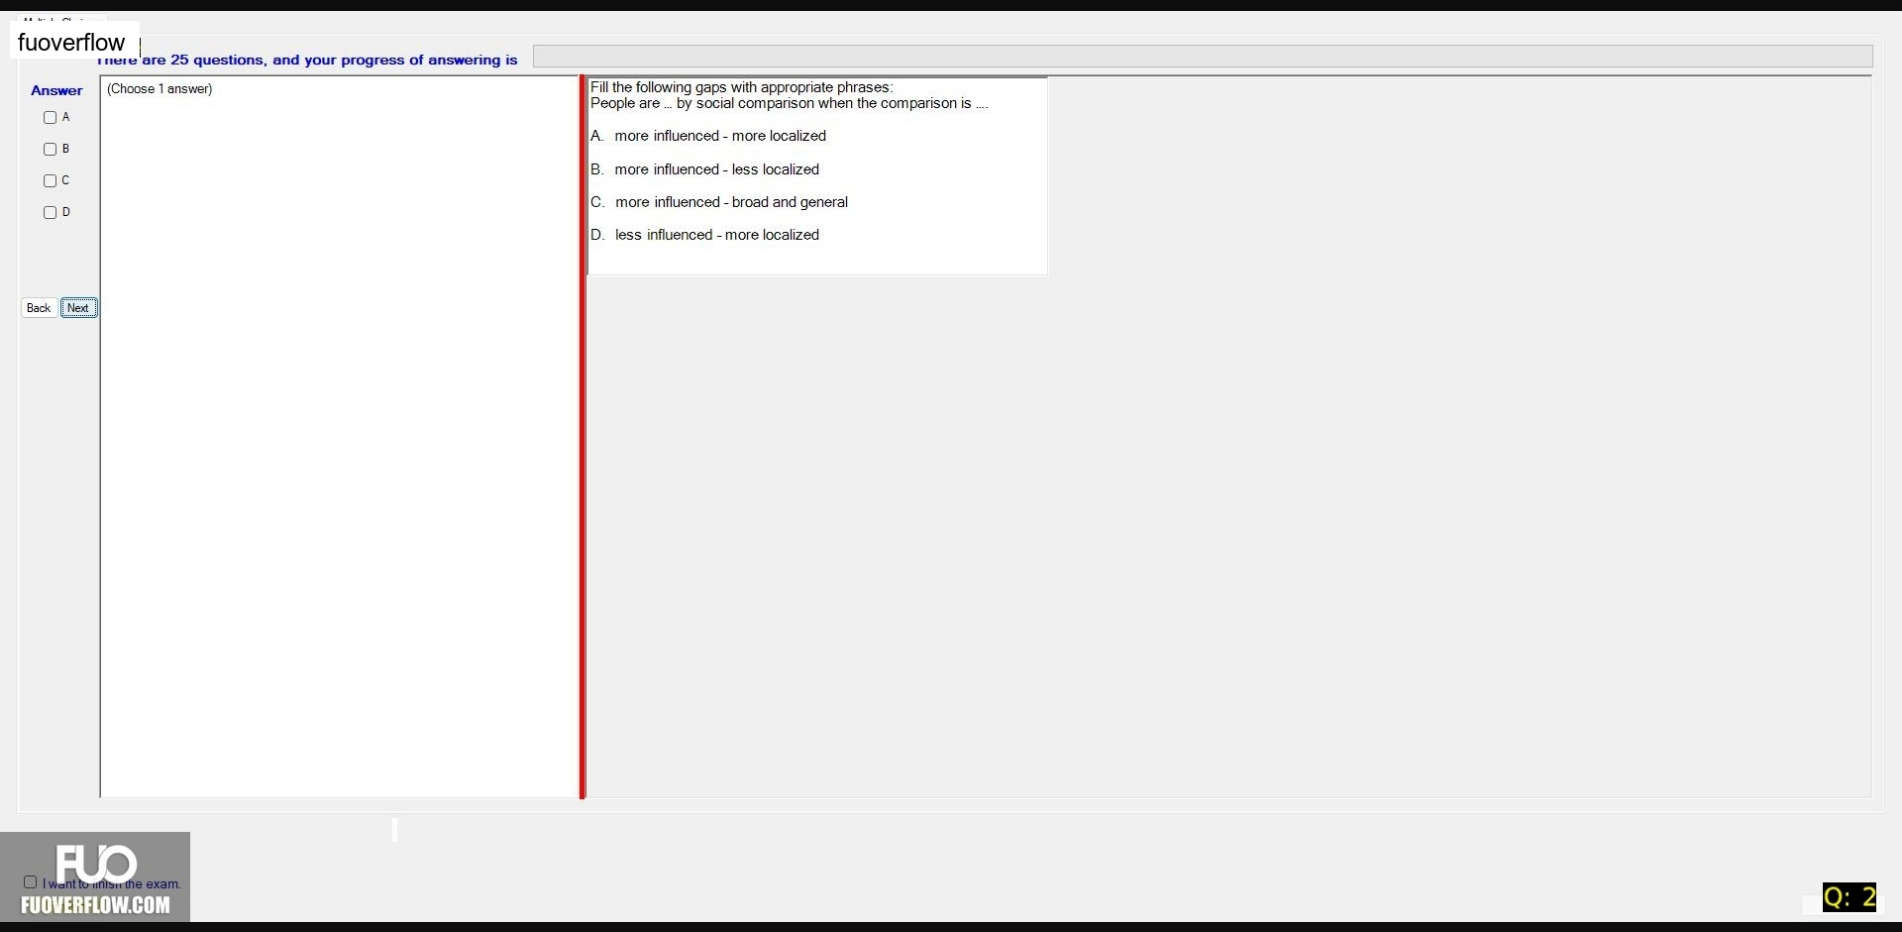 fuoverflow
There are 25 questions, and your progress of answering is
Answer
(Choose 1 answer)
A
B
C
D
Back
Next
Fill the following gaps with appropriate phrases:
People are ... by social comparison when the comparison is ....
A. more influenced - more localized
B. more influenced - less localized
C. more influenced - broad and general
D. less influenced - more localized
FUO
I want to finish the exam.
FUOVERFLOW.COM
Q: 2